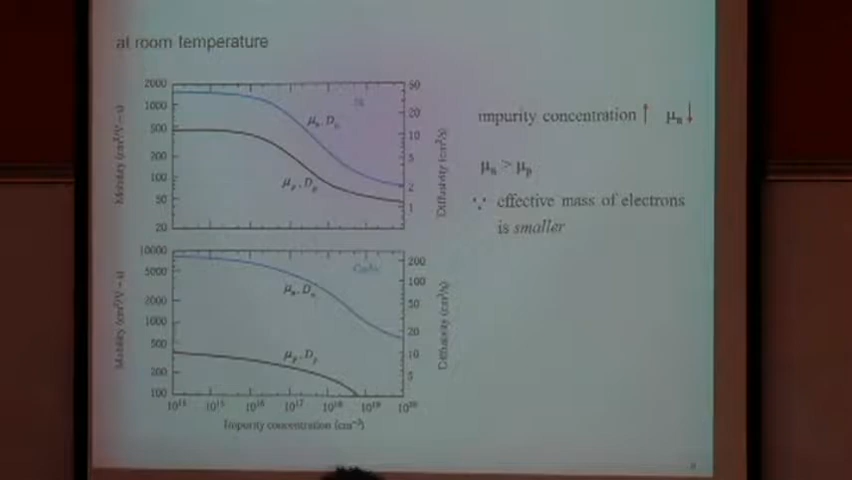 at room temperature
2000
1000
500
200
100
50
20
Mobility (cm²/V - s)
Si
μn, Dn
μp, Dp
50
20
10
5
2
1
Diffusivity (cm²/s)
impurity concentration ↑ μn ↓
μn > μp
∵ effective mass of electrons
is smaller
10000
5000
2000
1000
500
200
100
Mobility (cm²/V - s)
GaAs
μn, Dn
μp, Dp
200
100
50
20
10
5
Diffusivity (cm²/s)
10¹⁴ 10¹⁵ 10¹⁶ 10¹⁷ 10¹⁸ 10¹⁹ 10²⁰
Impurity concentration (cm⁻³)